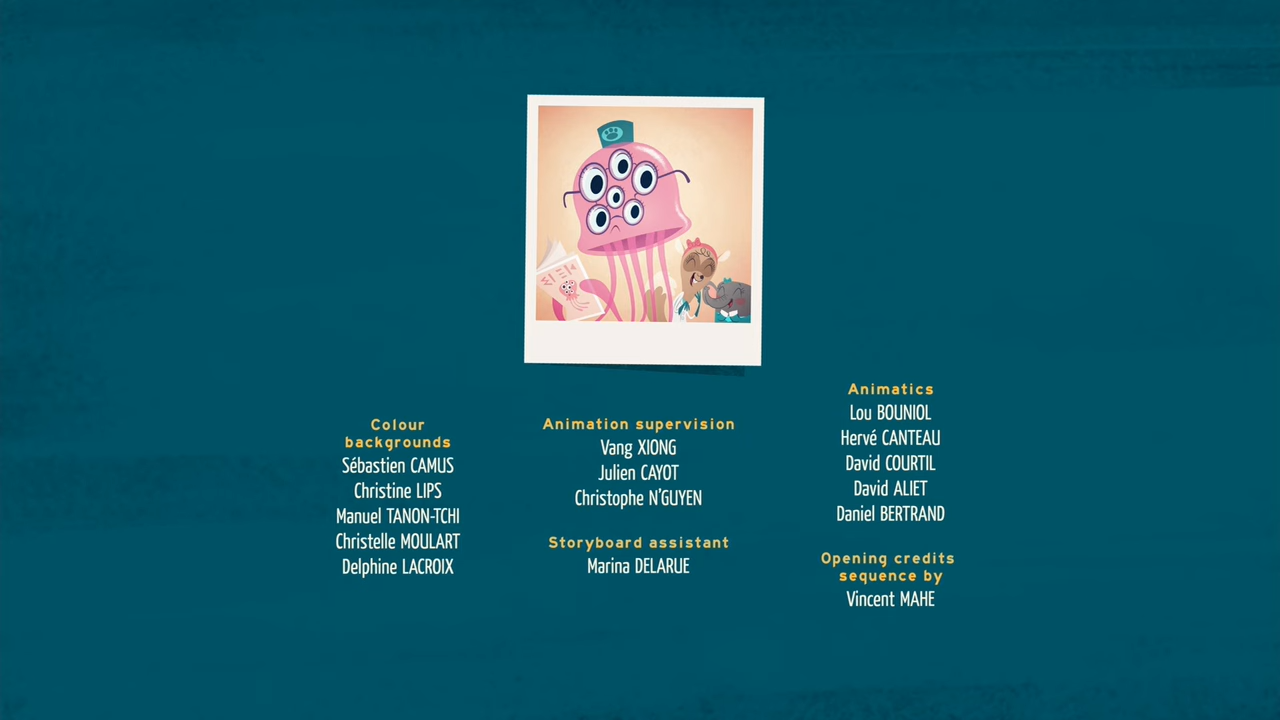 Colour
backgrounds
Sébastien CAMUS
Christine LIPS
Manuel TANON-TCHI
Christelle MOULART
Delphine LACROIX
Animation supervision
Vang XIONG
Julien CAYOT
Christophe N'GUYEN
Storyboard assistant
Marina DELARUE
Animatics
Lou BOUNIOL
Hervé CANTEAU
David COURTIL
David ALIET
Daniel BERTRAND
Opening credits
sequence by
Vincent MAHE